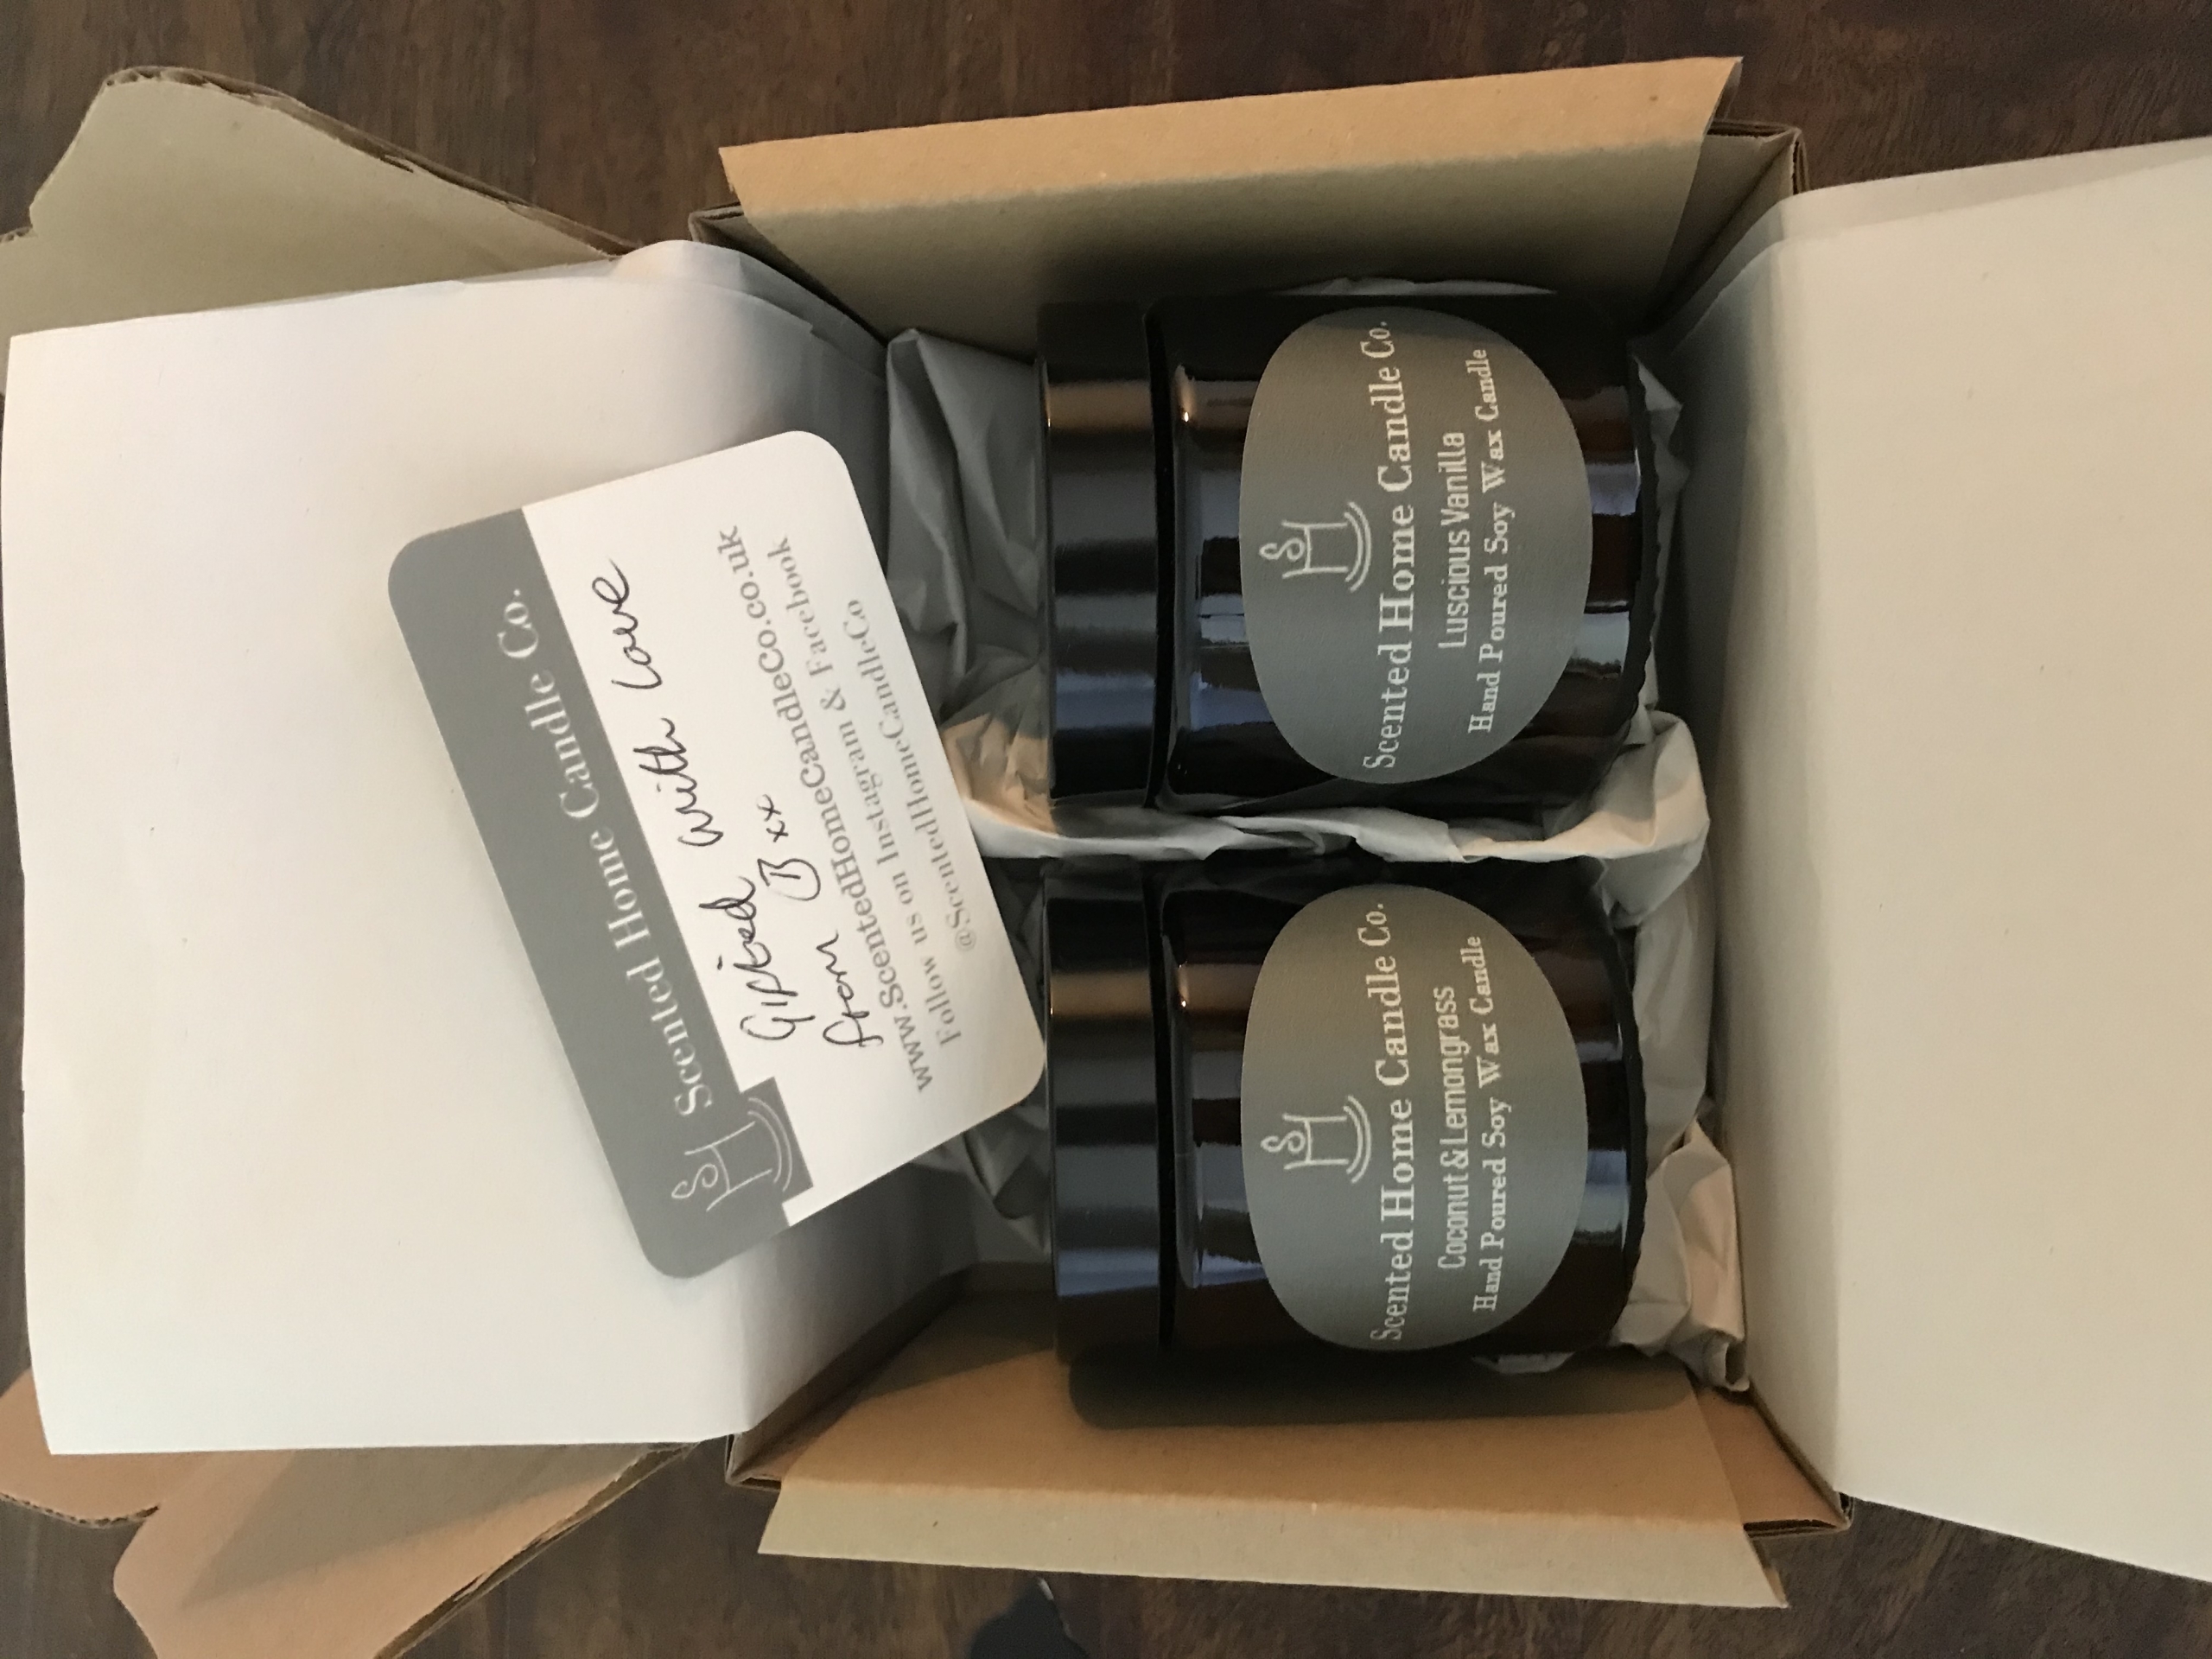 Scented Home Candle Co.
Gifted with Love
from B xx
www.ScentedHomeCandleCo.co.uk
Follow us on Instagram & Facebook
@ScentedHomeCandleCo
Scented Home Candle Co.
Coconut & Lemongrass
Hand Poured Soy Wax Candle
Scented Home Candle Co.
Luscious Vanilla
Hand Poured Soy Wax Candle